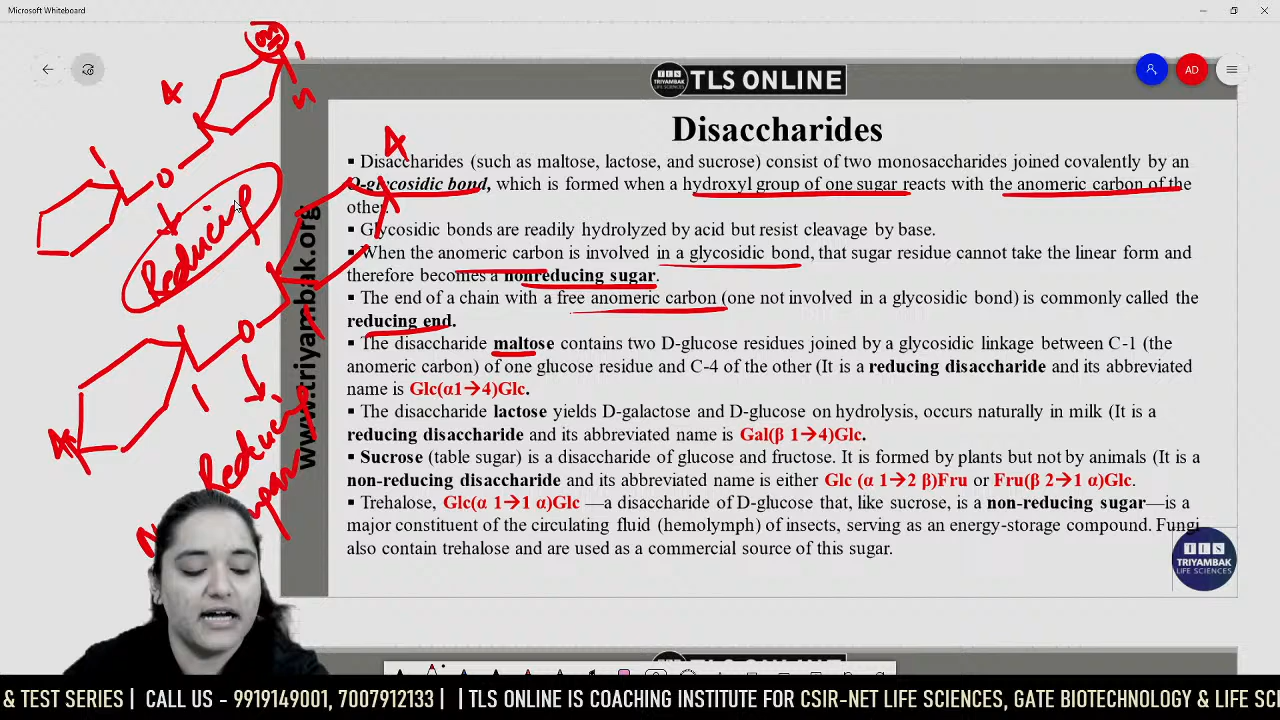 Microsoft Whiteboard
AD
TLS ONLINE
TRIYAMBAK
LIFE SCIENCES
Disaccharides
▪ Disaccharides (such as maltose, lactose, and sucrose) consist of two monosaccharides joined covalently by an
O-glycosidic bond, which is formed when a hydroxyl group of one sugar reacts with the anomeric carbon of the
other.
▪ Glycosidic bonds are readily hydrolyzed by acid but resist cleavage by base.
▪ When the anomeric carbon is involved in a glycosidic bond, that sugar residue cannot take the linear form and
therefore becomes a nonreducing sugar.
▪ The end of a chain with a free anomeric carbon (one not involved in a glycosidic bond) is commonly called the
reducing end.
▪ The disaccharide maltose contains two D-glucose residues joined by a glycosidic linkage between C-1 (the
anomeric carbon) of one glucose residue and C-4 of the other (It is a reducing disaccharide and its abbreviated
name is Glc(α1→4)Glc.
▪ The disaccharide lactose yields D-galactose and D-glucose on hydrolysis, occurs naturally in milk (It is a
reducing disaccharide and its abbreviated name is Gal(β 1→4)Glc.
▪ Sucrose (table sugar) is a disaccharide of glucose and fructose. It is formed by plants but not by animals (It is a
non-reducing disaccharide and its abbreviated name is either Glc (α 1→2 β)Fru or Fru(β 2→1 α)Glc.
▪ Trehalose, Glc(α 1→1 α)Glc —a disaccharide of D-glucose that, like sucrose, is a non-reducing sugar—is a
major constituent of the circulating fluid (hemolymph) of insects, serving as an energy-storage compound. Fungi
also contain trehalose and are used as a commercial source of this sugar.
www.triyambak.org
TLS
TRIYAMBAK
LIFE SCIENCES
4
1
O
Reducing
4
O
1
Reducing
sugar
& TEST SERIES | CALL US - 9919149001, 7007912133 | | TLS ONLINE IS COACHING INSTITUTE FOR CSIR-NET LIFE SCIENCES, GATE BIOTECHNOLOGY & LIFE SCI